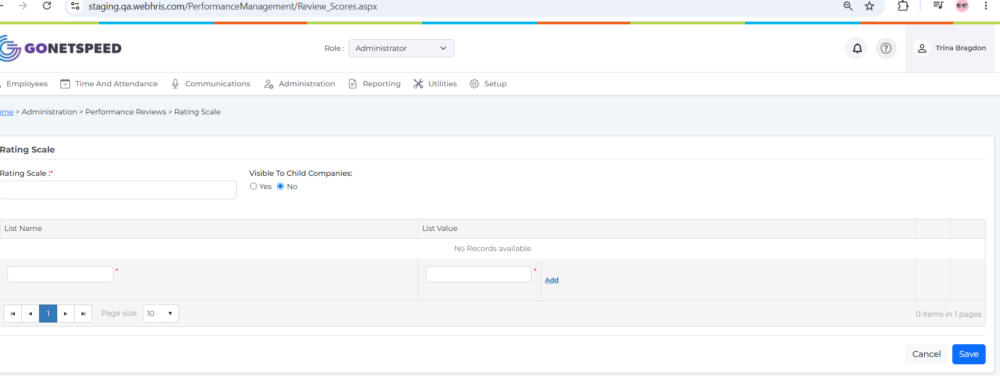 staging.qa.webhris.com/PerformanceManagement/Review_Scores.aspx
GONETSPEED
Role : Administrator
Trina Bragdon
Employees Time And Attendance Communications Administration Reporting Utilities Setup
ome > Administration > Performance Reviews > Rating Scale
Rating Scale
Rating Scale :* Visible To Child Companies:
Yes No
List Name List Value
No Records available
* * Add
1 Page size: 10 0 items in 1 pages
Cancel Save